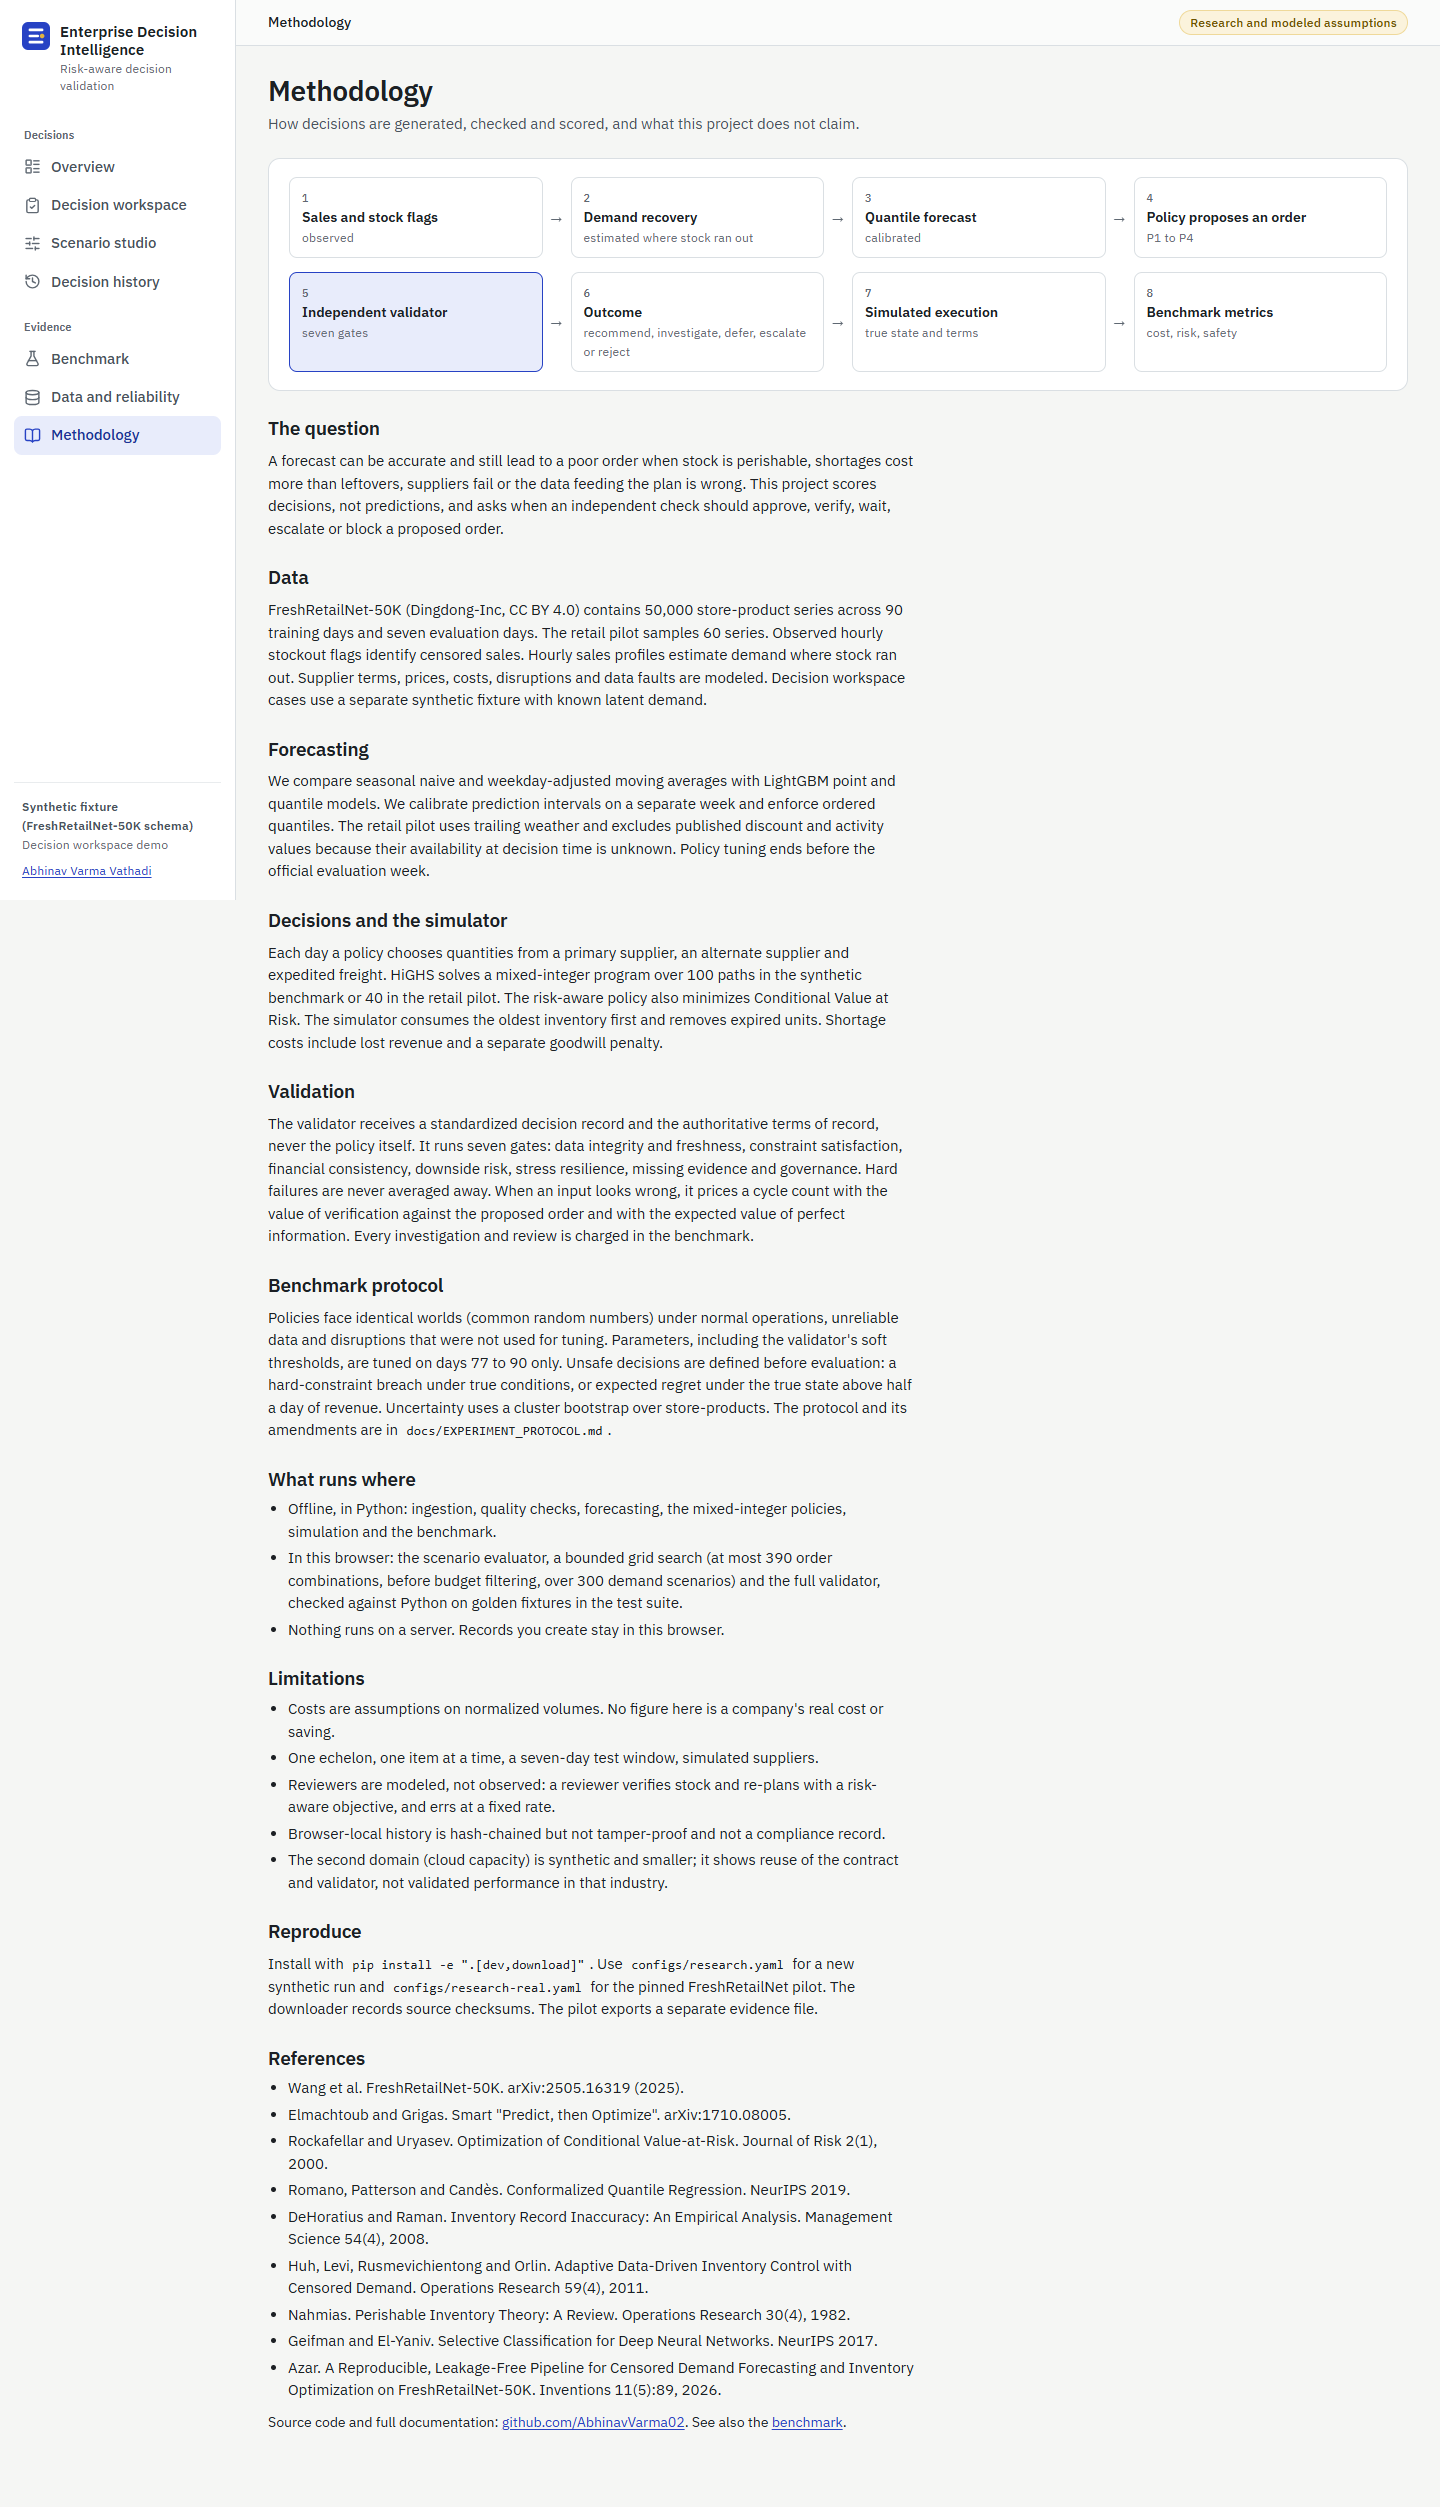 Enterprise Decision
Intelligence
Risk-aware decision
validation
Decisions
Overview
Decision workspace
Scenario studio
Decision history
Evidence
Benchmark
Data and reliability
Methodology
Synthetic fixture
(FreshRetailNet-50K schema)
Decision workspace demo
Abhinav Varma Vathadi
Methodology
Research and modeled assumptions
Methodology
How decisions are generated, checked and scored, and what this project does not claim.
1
Sales and stock flags
observed
→
2
Demand recovery
estimated where stock ran out
→
3
Quantile forecast
calibrated
→
4
Policy proposes an order
P1 to P4
5
Independent validator
seven gates
→
6
Outcome
recommend, investigate, defer, escalate
or reject
→
7
Simulated execution
true state and terms
→
8
Benchmark metrics
cost, risk, safety
The question
A forecast can be accurate and still lead to a poor order when stock is perishable, shortages cost
more than leftovers, suppliers fail or the data feeding the plan is wrong. This project scores
decisions, not predictions, and asks when an independent check should approve, verify, wait,
escalate or block a proposed order.
Data
FreshRetailNet-50K (Dingdong-Inc, CC BY 4.0) contains 50,000 store-product series across 90
training days and seven evaluation days. The retail pilot samples 60 series. Observed hourly
stockout flags identify censored sales. Hourly sales profiles estimate demand where stock ran
out. Supplier terms, prices, costs, disruptions and data faults are modeled. Decision workspace
cases use a separate synthetic fixture with known latent demand.
Forecasting
We compare seasonal naive and weekday-adjusted moving averages with LightGBM point and
quantile models. We calibrate prediction intervals on a separate week and enforce ordered
quantiles. The retail pilot uses trailing weather and excludes published discount and activity
values because their availability at decision time is unknown. Policy tuning ends before the
official evaluation week.
Decisions and the simulator
Each day a policy chooses quantities from a primary supplier, an alternate supplier and
expedited freight. HiGHS solves a mixed-integer program over 100 paths in the synthetic
benchmark or 40 in the retail pilot. The risk-aware policy also minimizes Conditional Value at
Risk. The simulator consumes the oldest inventory first and removes expired units. Shortage
costs include lost revenue and a separate goodwill penalty.
Validation
The validator receives a standardized decision record and the authoritative terms of record,
never the policy itself. It runs seven gates: data integrity and freshness, constraint satisfaction,
financial consistency, downside risk, stress resilience, missing evidence and governance. Hard
failures are never averaged away. When an input looks wrong, it prices a cycle count with the
value of verification against the proposed order and with the expected value of perfect
information. Every investigation and review is charged in the benchmark.
Benchmark protocol
Policies face identical worlds (common random numbers) under normal operations, unreliable
data and disruptions that were not used for tuning. Parameters, including the validator's soft
thresholds, are tuned on days 77 to 90 only. Unsafe decisions are defined before evaluation: a
hard-constraint breach under true conditions, or expected regret under the true state above half
a day of revenue. Uncertainty uses a cluster bootstrap over store-products. The protocol and its
amendments are in docs/EXPERIMENT_PROTOCOL.md.
What runs where
• Offline, in Python: ingestion, quality checks, forecasting, the mixed-integer policies,
simulation and the benchmark.
• In this browser: the scenario evaluator, a bounded grid search (at most 390 order
combinations, before budget filtering, over 300 demand scenarios) and the full validator,
checked against Python on golden fixtures in the test suite.
• Nothing runs on a server. Records you create stay in this browser.
Limitations
• Costs are assumptions on normalized volumes. No figure here is a company's real cost or
saving.
• One echelon, one item at a time, a seven-day test window, simulated suppliers.
• Reviewers are modeled, not observed: a reviewer verifies stock and re-plans with a risk-
aware objective, and errs at a fixed rate.
• Browser-local history is hash-chained but not tamper-proof and not a compliance record.
• The second domain (cloud capacity) is synthetic and smaller; it shows reuse of the contract
and validator, not validated performance in that industry.
Reproduce
Install with pip install -e ".[dev,download]". Use configs/research.yaml for a new
synthetic run and configs/research-real.yaml for the pinned FreshRetailNet pilot. The
downloader records source checksums. The pilot exports a separate evidence file.
References
• Wang et al. FreshRetailNet-50K. arXiv:2505.16319 (2025).
• Elmachtoub and Grigas. Smart "Predict, then Optimize". arXiv:1710.08005.
• Rockafellar and Uryasev. Optimization of Conditional Value-at-Risk. Journal of Risk 2(1),
2000.
• Romano, Patterson and Candès. Conformalized Quantile Regression. NeurIPS 2019.
• DeHoratius and Raman. Inventory Record Inaccuracy: An Empirical Analysis. Management
Science 54(4), 2008.
• Huh, Levi, Rusmevichientong and Orlin. Adaptive Data-Driven Inventory Control with
Censored Demand. Operations Research 59(4), 2011.
• Nahmias. Perishable Inventory Theory: A Review. Operations Research 30(4), 1982.
• Geifman and El-Yaniv. Selective Classification for Deep Neural Networks. NeurIPS 2017.
• Azar. A Reproducible, Leakage-Free Pipeline for Censored Demand Forecasting and Inventory
Optimization on FreshRetailNet-50K. Inventions 11(5):89, 2026.
Source code and full documentation: github.com/AbhinavVarma02. See also the benchmark.